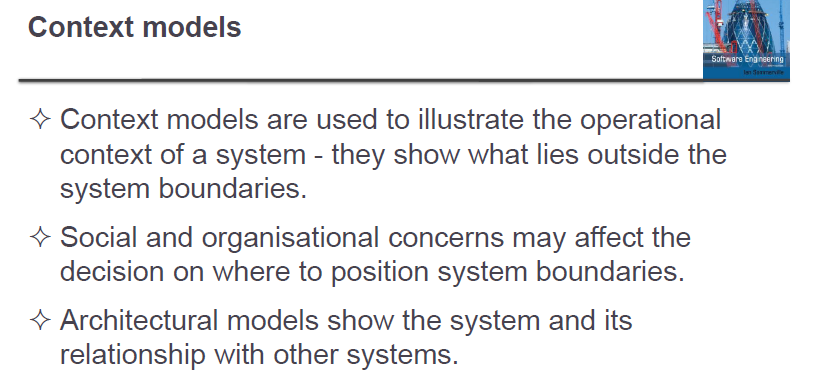 Context models
Software Engineering
Ian Sommerville
✧ Context models are used to illustrate the operational
context of a system - they show what lies outside the
system boundaries.
✧ Social and organisational concerns may affect the
decision on where to position system boundaries.
✧ Architectural models show the system and its
relationship with other systems.